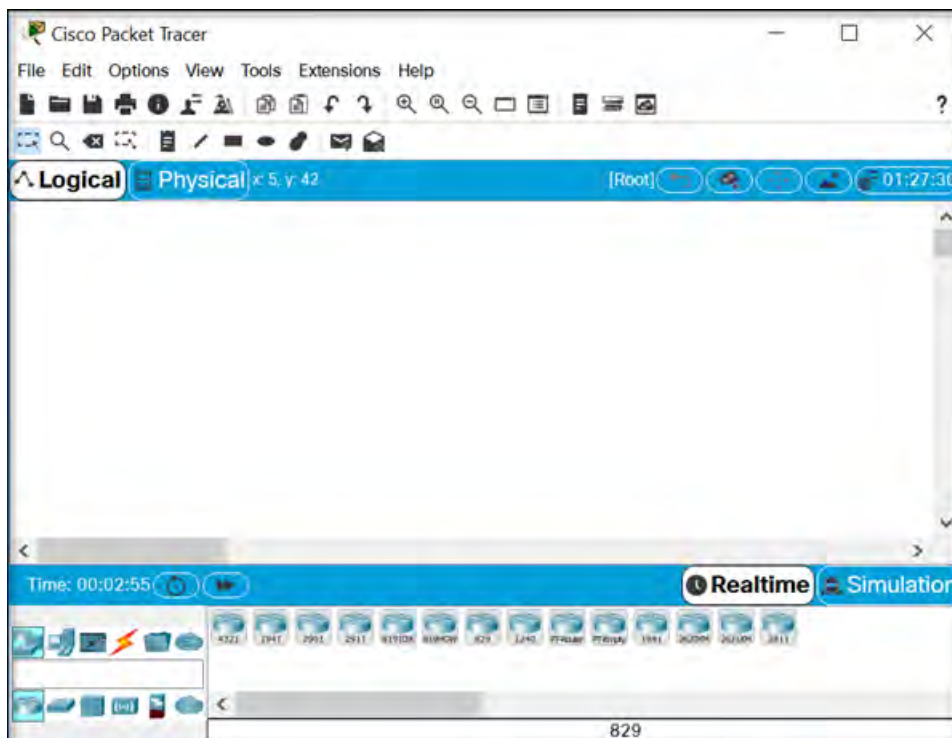 Cisco Packet Tracer
File Edit Options View Tools Extensions Help
?
Logical Physical x: 5, y: 42 [Root] 01:27:30
Time: 00:02:55 Realtime Simulation
4321 1941 2901 2911 819IOX 819HGW 829 1240 PT-Router PT-Empty 1841 2620XM 2621XM 2811
829